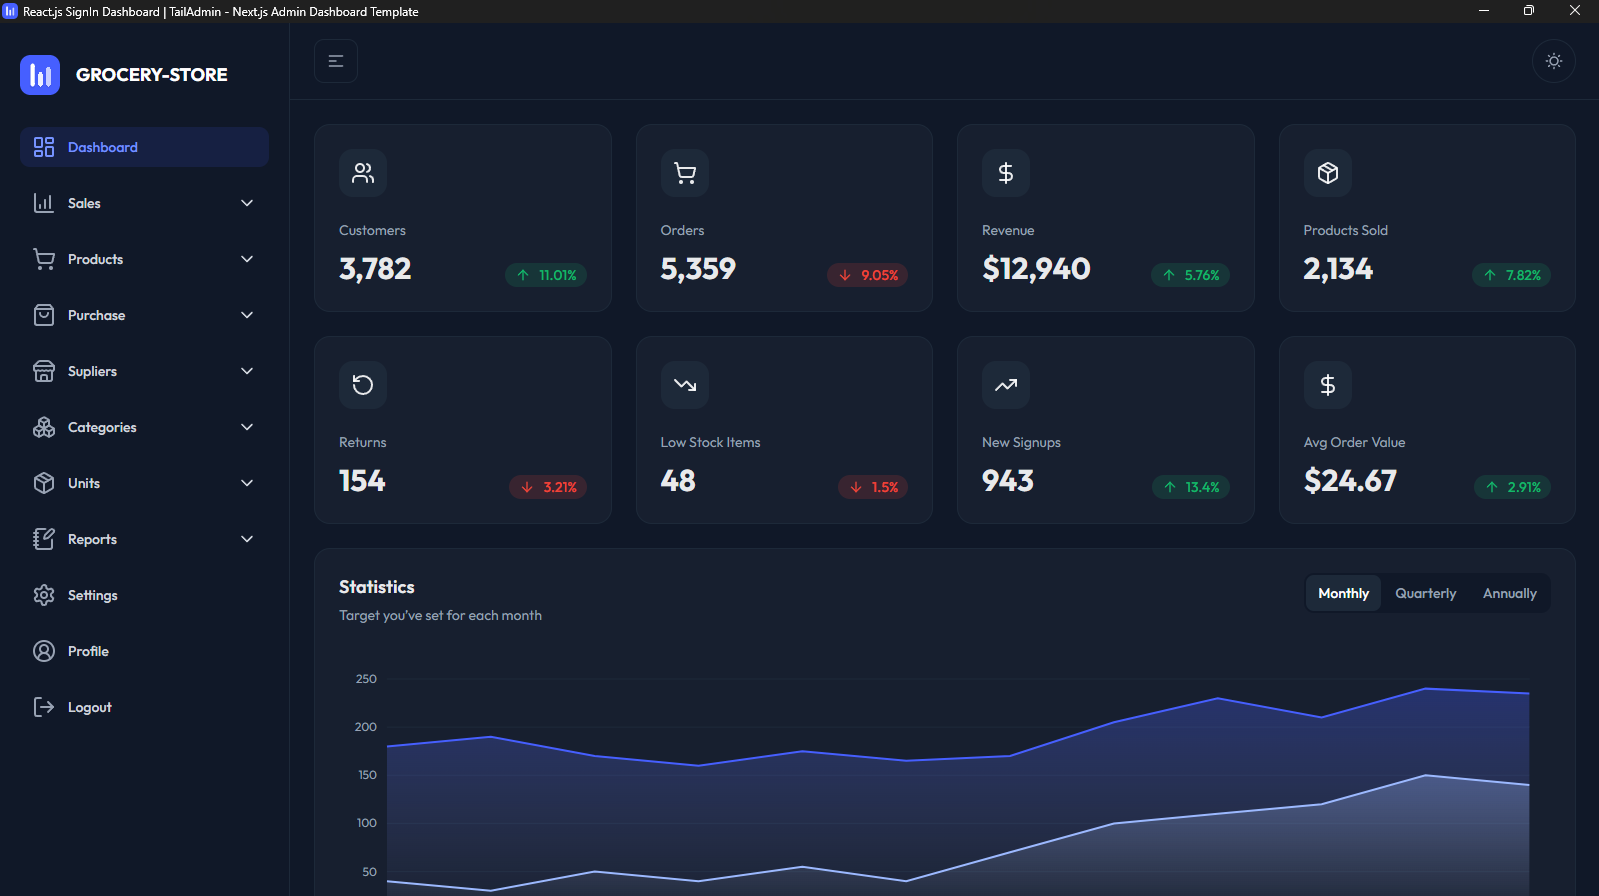 React.js SignIn Dashboard | TailAdmin - Next.js Admin Dashboard Template
GROCERY-STORE
Dashboard
Sales
Products
Purchase
Supliers
Categories
Units
Reports
Settings
Profile
Logout
Customers
3,782
11.01%
Orders
5,359
9.05%
Revenue
$12,940
5.76%
Products Sold
2,134
7.82%
Returns
154
3.21%
Low Stock Items
48
1.5%
New Signups
943
13.4%
Avg Order Value
$24.67
2.91%
Statistics
Target you've set for each month
Monthly Quarterly Annually
250
200
150
100
50